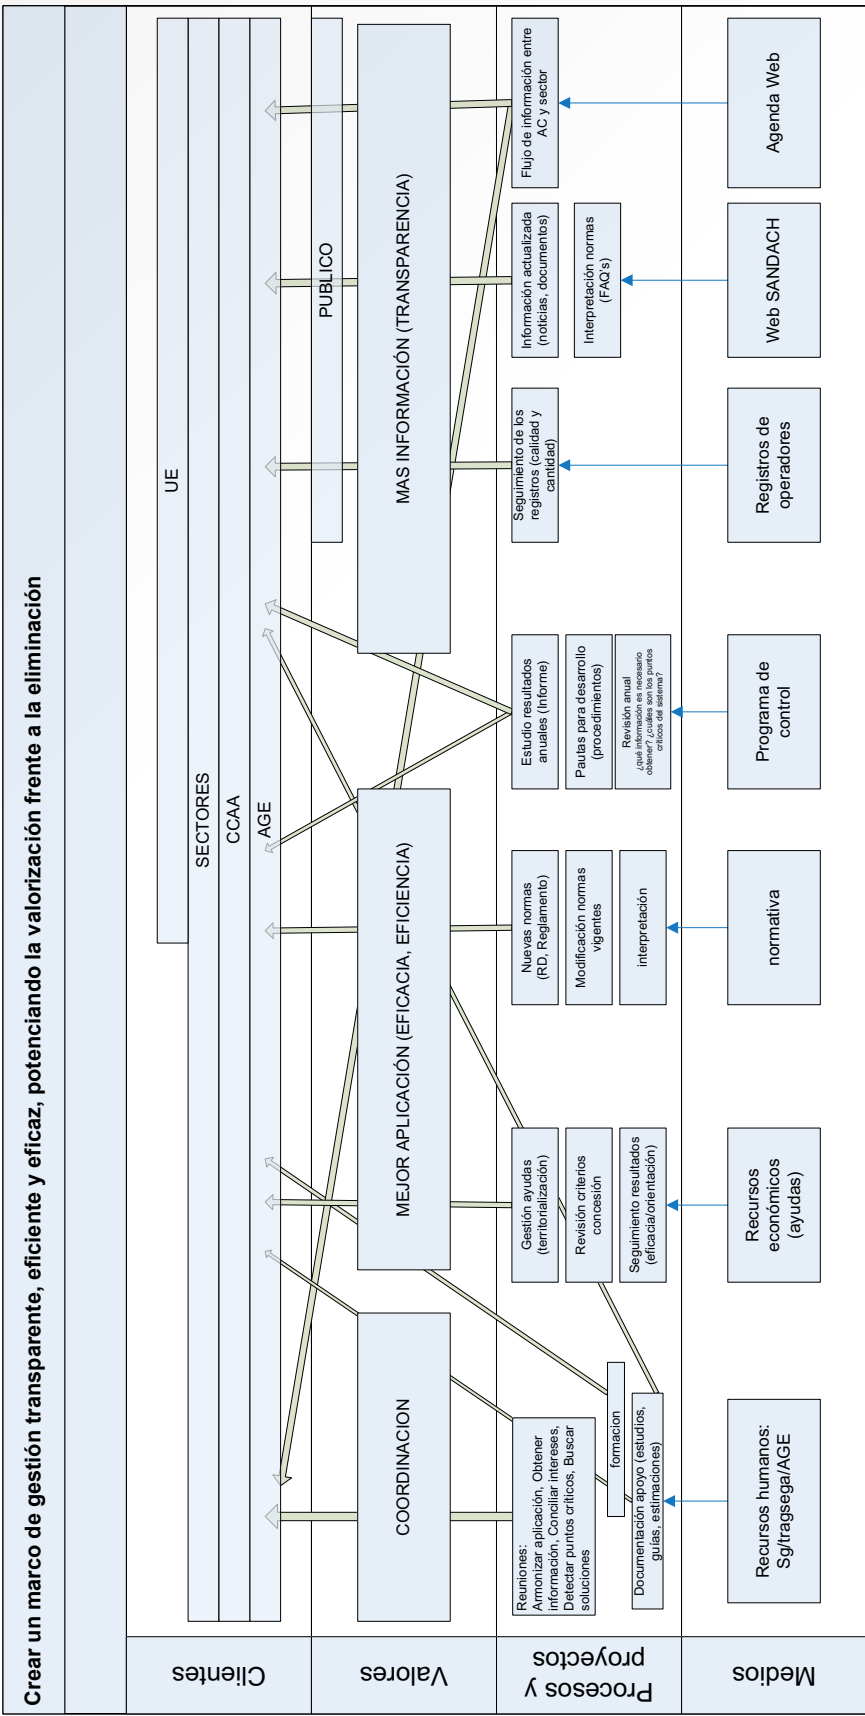 Crear un marco de gestión transparente, eficiente y eficaz, potenciando la valorización frente a la eliminación
Clientes
UE
SECTORES
CCAA
AGE
Valores
PUBLICO
COORDINACION
MEJOR APLICACIÓN (EFICACIA, EFICIENCIA)
MAS INFORMACIÓN (TRANSPARENCIA)
Procesos y
proyectos
Reuniones:
Armonizar aplicación, Obtener
información, Conciliar intereses,
Detectar puntos críticos, Buscar
soluciones
formacion
Documentación apoyo (estudios,
guías, estimaciones)
Gestión ayudas
(territorialización)
Revisión criterios
concesión
Seguimiento resultados
(eficacia/orientación)
Nuevas normas
(RD, Reglamento)
Modificación normas
vigentes
interpretación
Estudio resultados
anuales (Informe)
Pautas para desarrollo
(procedimientos)
Revisión anual
¿qué información es necesario
obtener? ¿cuáles son los puntos
críticos del sistema?
Seguimiento de los
registros (calidad y
cantidad)
Información actualizada
(noticias, documentos)
Interpretación normas
(FAQ's)
Flujo de información entre
AC y sector
Medios
Recursos humanos:
Sg/tragsega/AGE
Recursos
económicos
(ayudas)
normativa
Programa de
control
Registros de
operadores
Web SANDACH
Agenda Web